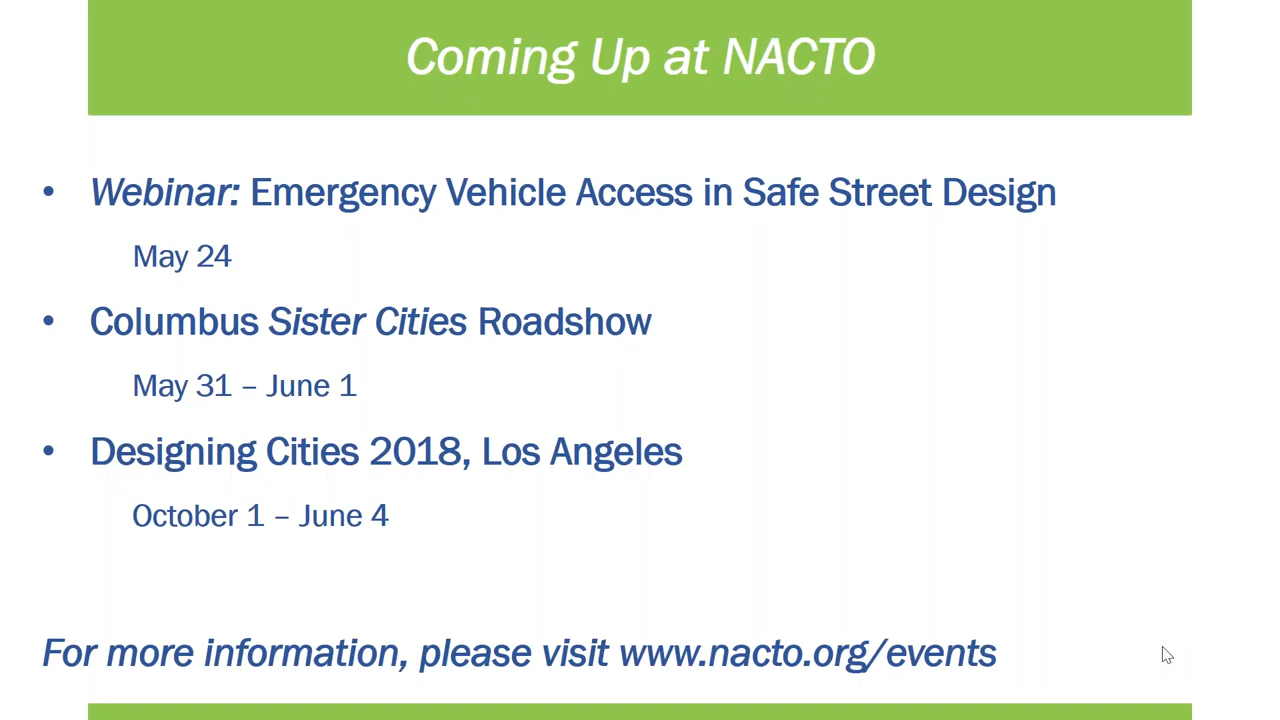 Coming Up at NACTO
• Webinar: Emergency Vehicle Access in Safe Street Design
May 24
• Columbus Sister Cities Roadshow
May 31 – June 1
• Designing Cities 2018, Los Angeles
October 1 – June 4
For more information, please visit www.nacto.org/events